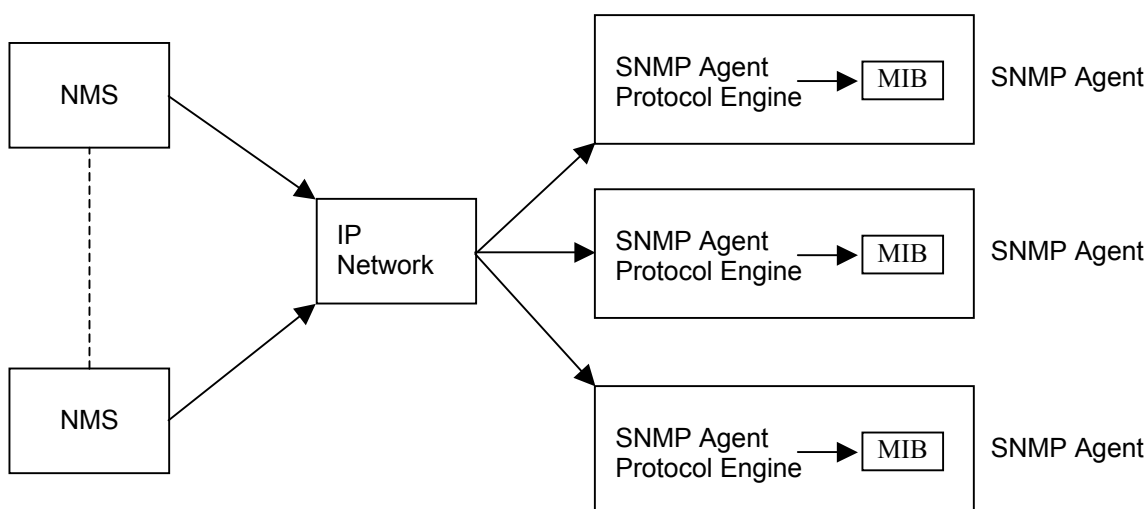 NMS
NMS
IP
Network
SNMP Agent
Protocol Engine
MIB
SNMP Agent
SNMP Agent
Protocol Engine
MIB
SNMP Agent
SNMP Agent
Protocol Engine
MIB
SNMP Agent